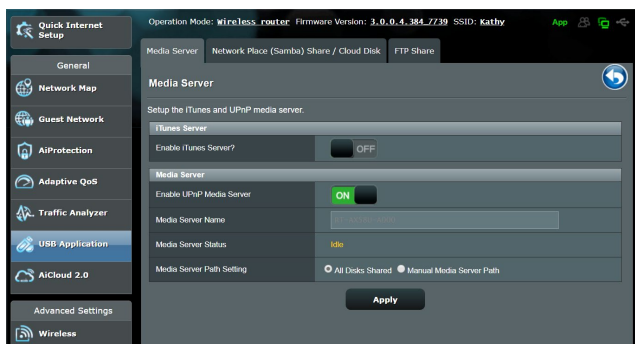 Quick Internet
Setup
Operation Mode: Wireless router Firmware Version: 3.0.0.4.384_7739 SSID: Kathy
App
Media Server
Network Place (Samba) Share / Cloud Disk
FTP Share
General
Network Map
Guest Network
AiProtection
Adaptive QoS
Traffic Analyzer
USB Application
AiCloud 2.0
Advanced Settings
Wireless
Media Server
Setup the iTunes and UPnP media server.
iTunes Server
Enable iTunes Server?
OFF
Media Server
Enable UPnP Media Server
ON
Media Server Name
Media Server Status
Idle
Media Server Path Setting
All Disks Shared
Manual Media Server Path
Apply